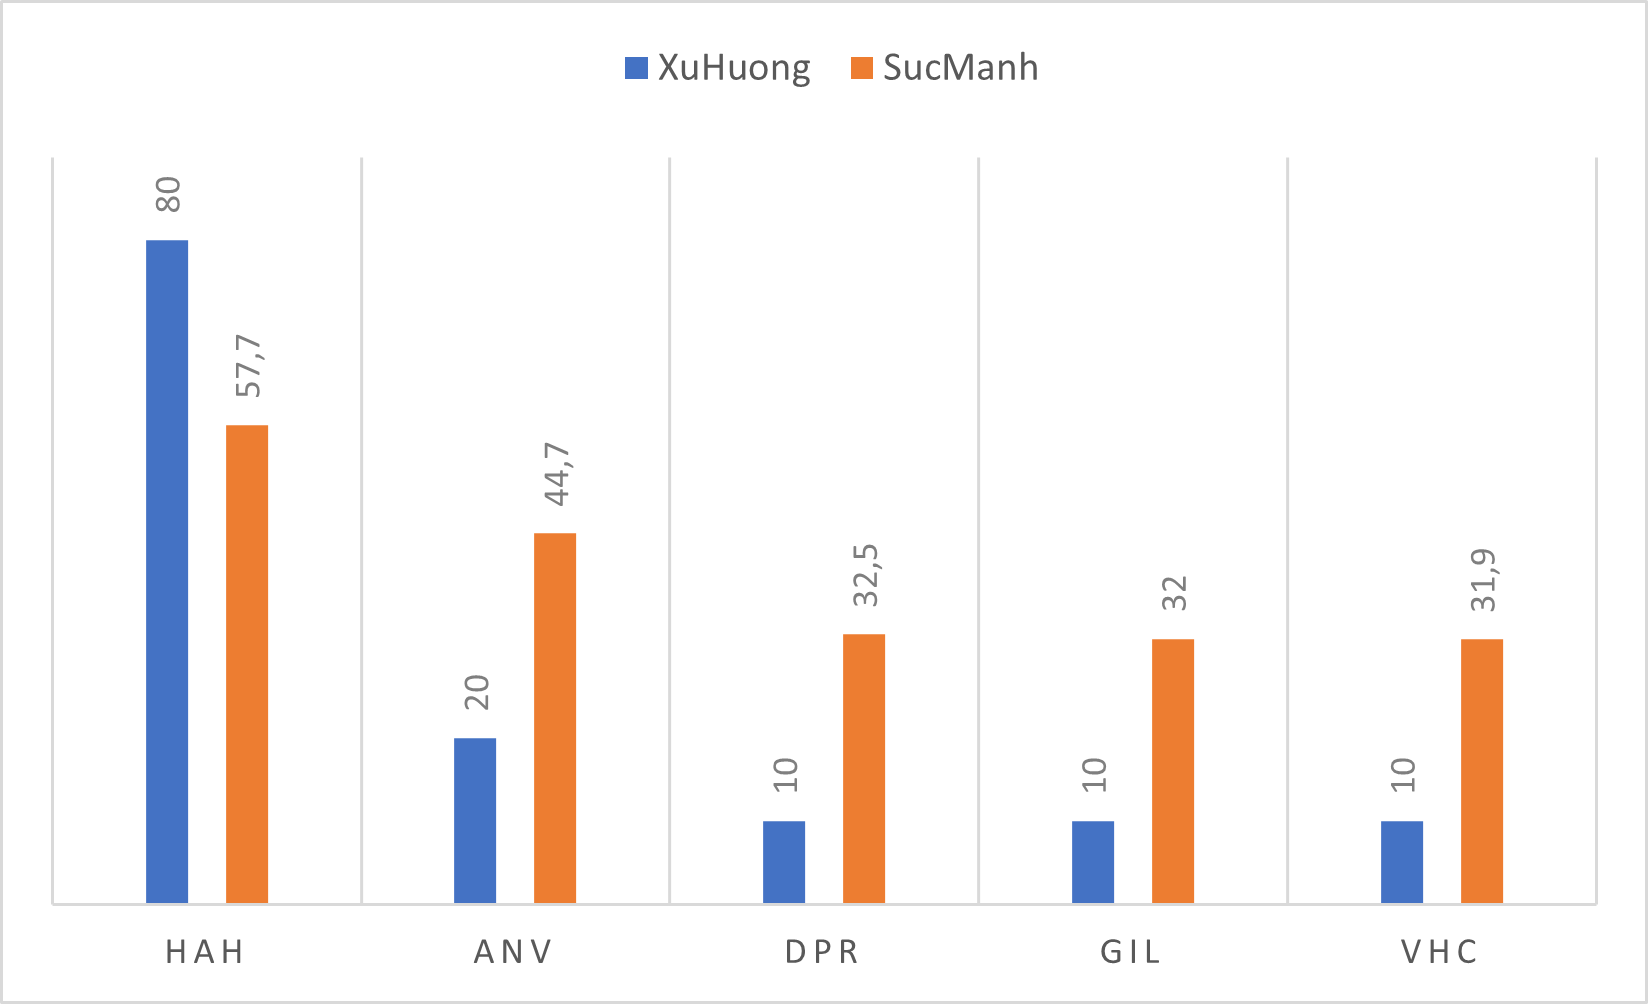 XuHuong SucManh
80 57,7 20 44,7 10 32,5 10 32 10 31,9
HAH ANV DPR GIL VHC